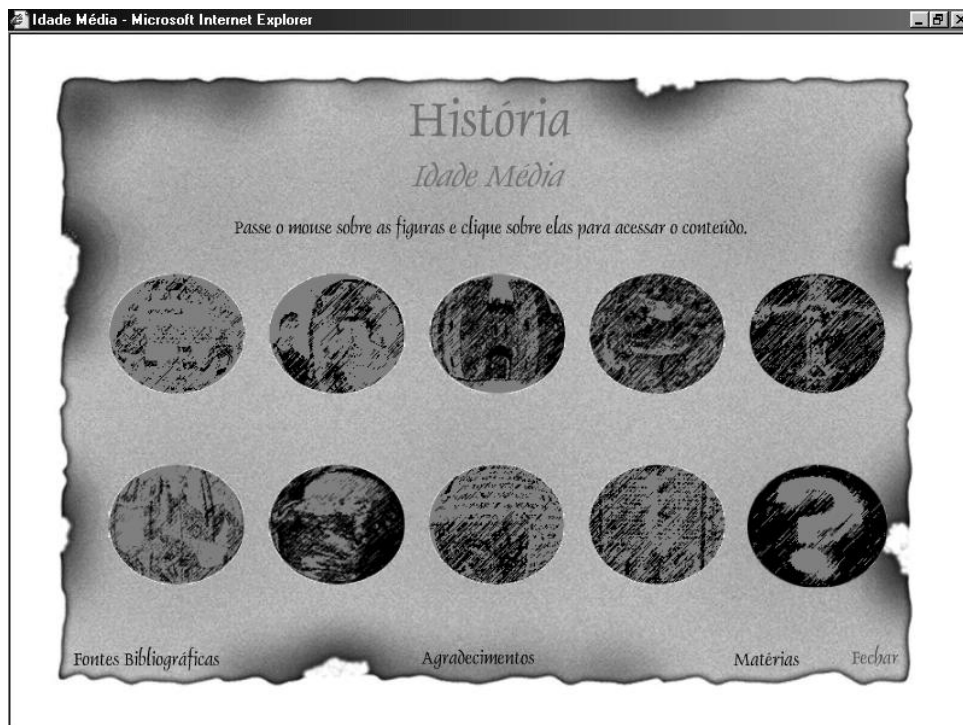 Idade Média - Microsoft Internet Explorer
História
Idade Média
Passe o mouse sobre as figuras e clique sobre elas para acessar o conteúdo.
?
Fontes Bibliográficas Agradecimentos Matérias Fechar